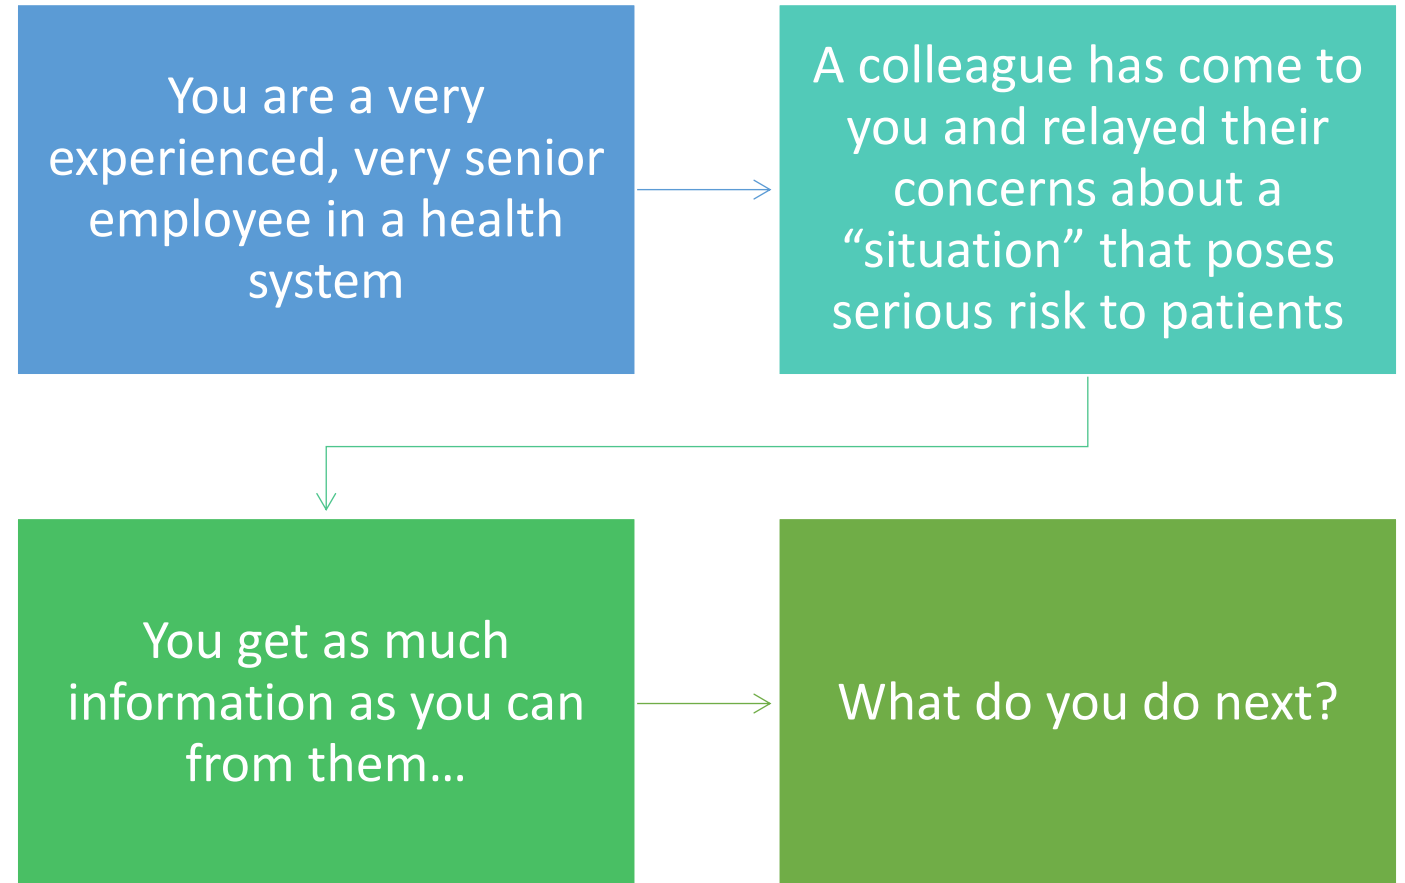 You are a very
experienced, very senior
employee in a health
system
A colleague has come to
you and relayed their
concerns about a
“situation” that poses
serious risk to patients
You get as much
information as you can
from them…
What do you do next?